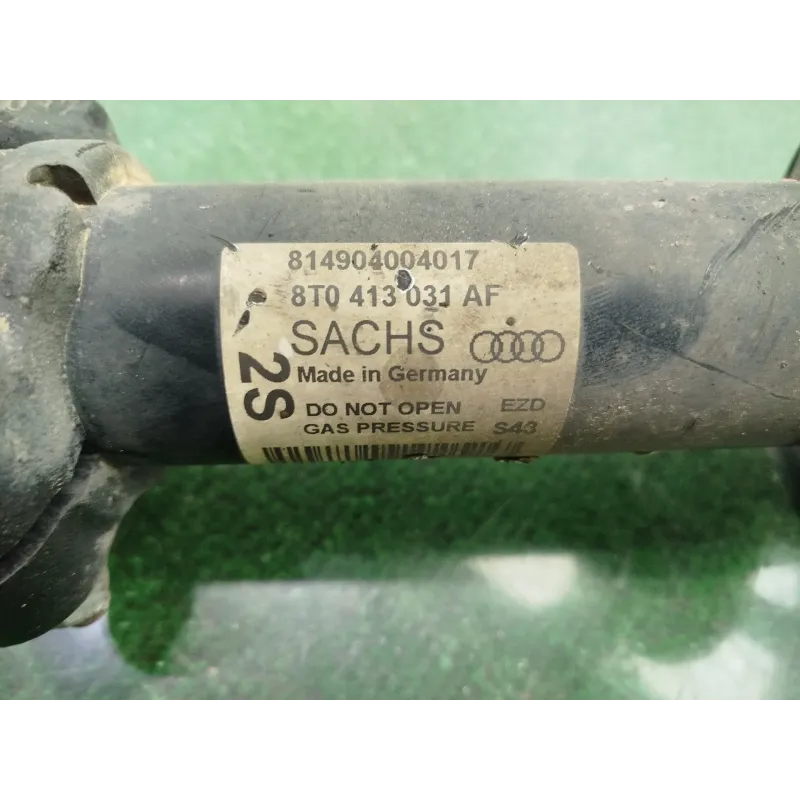 814904004017
8T0 413 031 AF
SACHS
2S
Made in Germany
DO NOT OPEN EZD
GAS PRESSURE S43